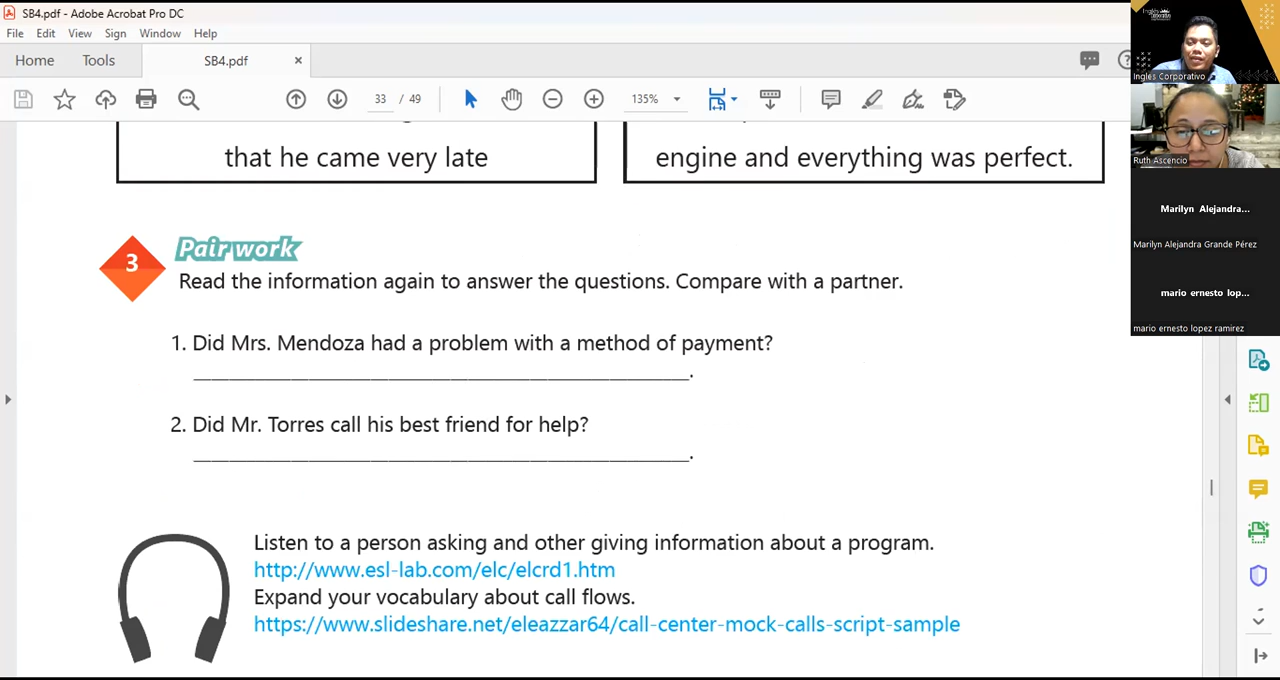 SB4.pdf - Adobe Acrobat Pro DC
File Edit View Sign Window Help
Home Tools SB4.pdf ×
33 / 49 135%
that he came very late
engine and everything was perfect.
3 Pair work
Read the information again to answer the questions. Compare with a partner.
1. Did Mrs. Mendoza had a problem with a method of payment?
_______________________________________________.
2. Did Mr. Torres call his best friend for help?
_______________________________________________.
Listen to a person asking and other giving information about a program.
http://www.esl-lab.com/elc/elcrd1.htm
Expand your vocabulary about call flows.
https://www.slideshare.net/eleazzar64/call-center-mock-calls-script-sample
Inglés Corporativo
Ruth Ascencio
Marilyn Alejandra...
Marilyn Alejandra Grande Pérez
mario ernesto lop...
mario ernesto lopez ramirez